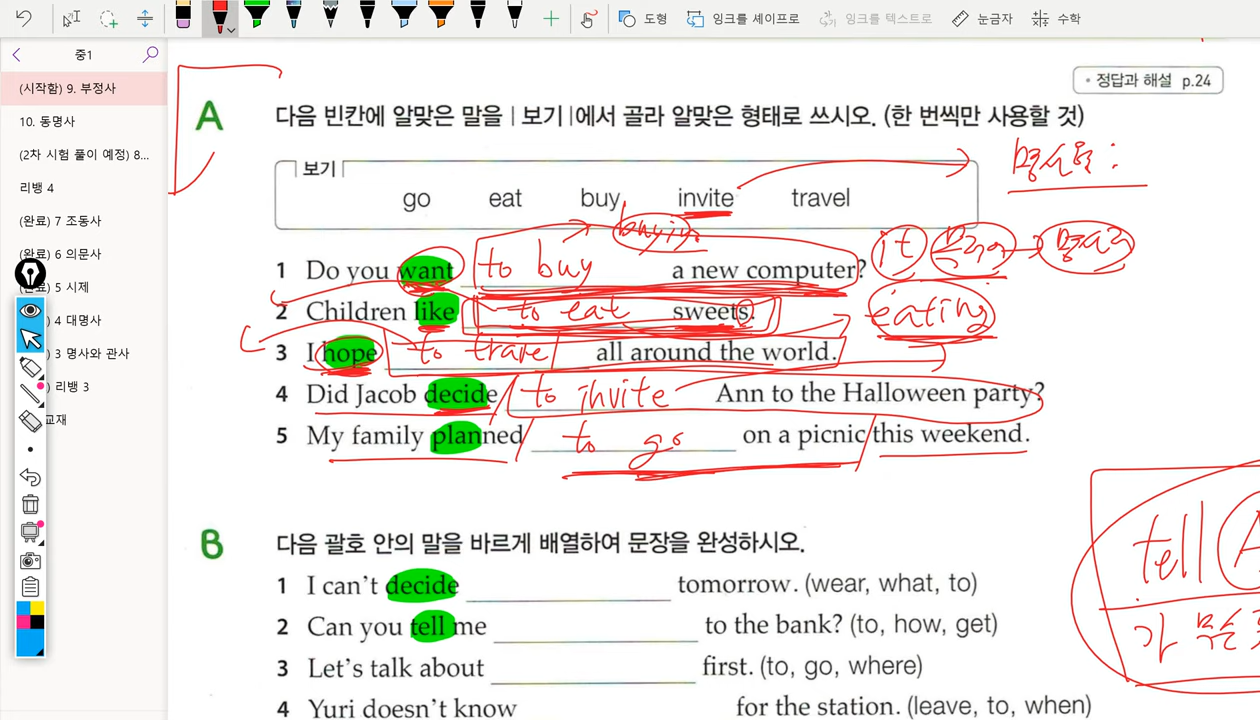 도형
잉크를 셰이프로
잉크를 텍스트로
눈금자
수학
중1
(시작함) 9. 부정사
10. 동명사
(2차 시험 풀이 예정) 8...
리뱅 4
(완료) 7 조동사
(완료) 6 의문사
(완료) 5 시제
) 4 대명사
) 3 명사와 관사
) 리뱅 3
교재
• 정답과 해설 p.24
A 다음 빈칸에 알맞은 말을 | 보기 |에서 골라 알맞은 형태로 쓰시오. (한 번씩만 사용할 것)
보기
go eat buy invite travel
buying
1 Do you want to buy a new computer? it
2 Children like to eat sweets. eating
3 I hope to travel all around the world.
4 Did Jacob decide to invite Ann to the Halloween party?
5 My family planned to go on a picnic this weekend.
tell A
B 다음 괄호 안의 말을 바르게 배열하여 문장을 완성하시오.
1 I can't decide tomorrow. (wear, what, to)
2 Can you tell me to the bank? (to, how, get)
3 Let's talk about first. (to, go, where)
4 Yuri doesn't know for the station. (leave, to, when)